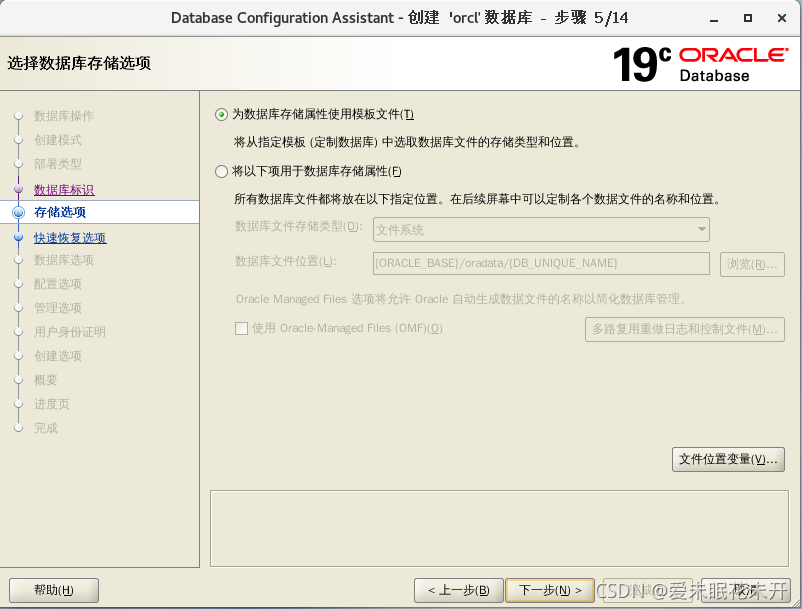 Database Configuration Assistant - 创建 'orcl' 数据库 - 步骤 5/14
选择数据库存储选项
19c ORACLE
Database
数据库操作
创建模式
部署类型
数据库标识
存储选项
快速恢复选项
数据库选项
配置选项
管理选项
用户身份证明
创建选项
概要
进度页
完成
为数据库存储属性使用模板文件(T)
将从指定模板 (定制数据库) 中选取数据库文件的存储类型和位置。
将以下项用于数据库存储属性(F)
所有数据库文件都将放在以下指定位置。在后续屏幕中可以定制各个数据文件的名称和位置。
数据库文件存储类型(D): 文件系统
数据库文件位置(L): {ORACLE_BASE}/oradata/{DB_UNIQUE_NAME} 浏览(R)...
Oracle Managed Files 选项将允许 Oracle 自动生成数据文件的名称以简化数据库管理。
使用 Oracle-Managed Files (OMF)(O) 多路复用重做日志和控制文件(M)...
文件位置变量(V)...
帮助(H) < 上一步(B) 下一步(N) > 取消
CSDN @爱未眠花未开